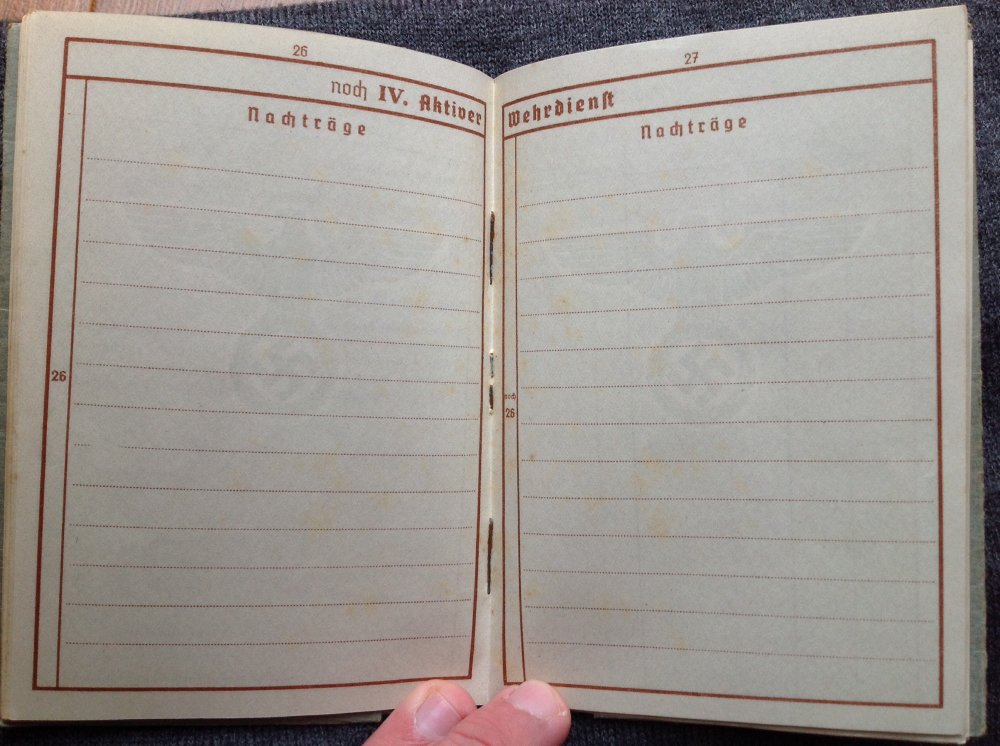 26
noch IV. Aktiver
Nachträge
26
27
Wehrdienst
Nachträge
noch
26